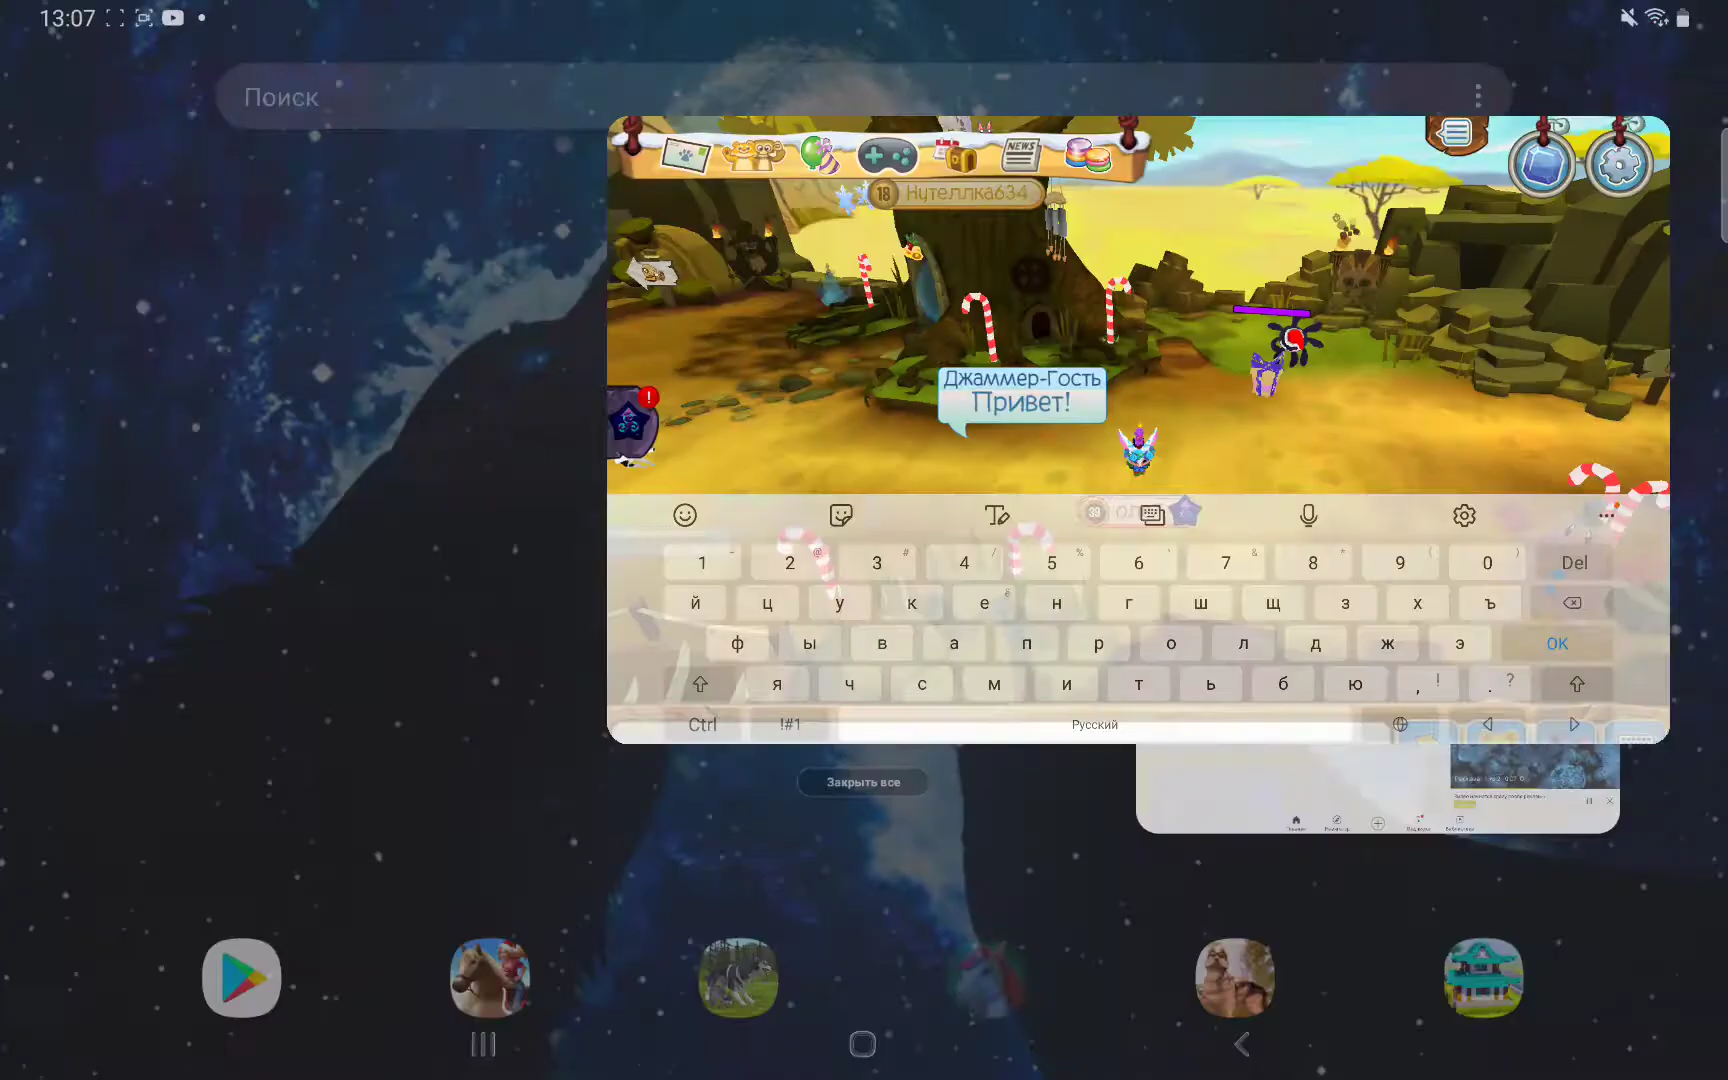 13:07
Поиск
NEWS
18 Нутеллка634
!
Джаммер-Гость
Привет!
39
1 - 2 @ 3 # 4 / 5 % 6 ` 7 & 8 * 9 ( 0 ) Del
й ц у к е ё н г ш щ з х ъ
ф ы в а п р о л д ж э OK
я ч с м и т ь б ю , ! . ?
Ctrl !#1 Русский
Закрыть все